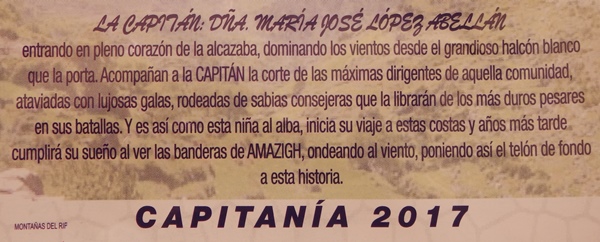 LA CAPITÁN: DÑA. MARÍA JOSÉ LÓPEZ ABELLÁN
entrando en pleno corazón de la alcazaba, dominando los vientos desde el grandioso halcón blanco
que la porta. Acompañan a la CAPITÁN la corte de las máximas dirigentes de aquella comunidad,
ataviadas con lujosas galas, rodeadas de sabias consejeras que la librarán de los más duros pesares
en sus batallas. Y es así como esta niña al alba, inicia su viaje a estas costas y años más tarde
cumplirá su sueño al ver las banderas de AMAZIGH, ondeando al viento, poniendo así el telón de fondo
a esta historia.
MONTAÑAS DEL RIF
CAPITANÍA 2017